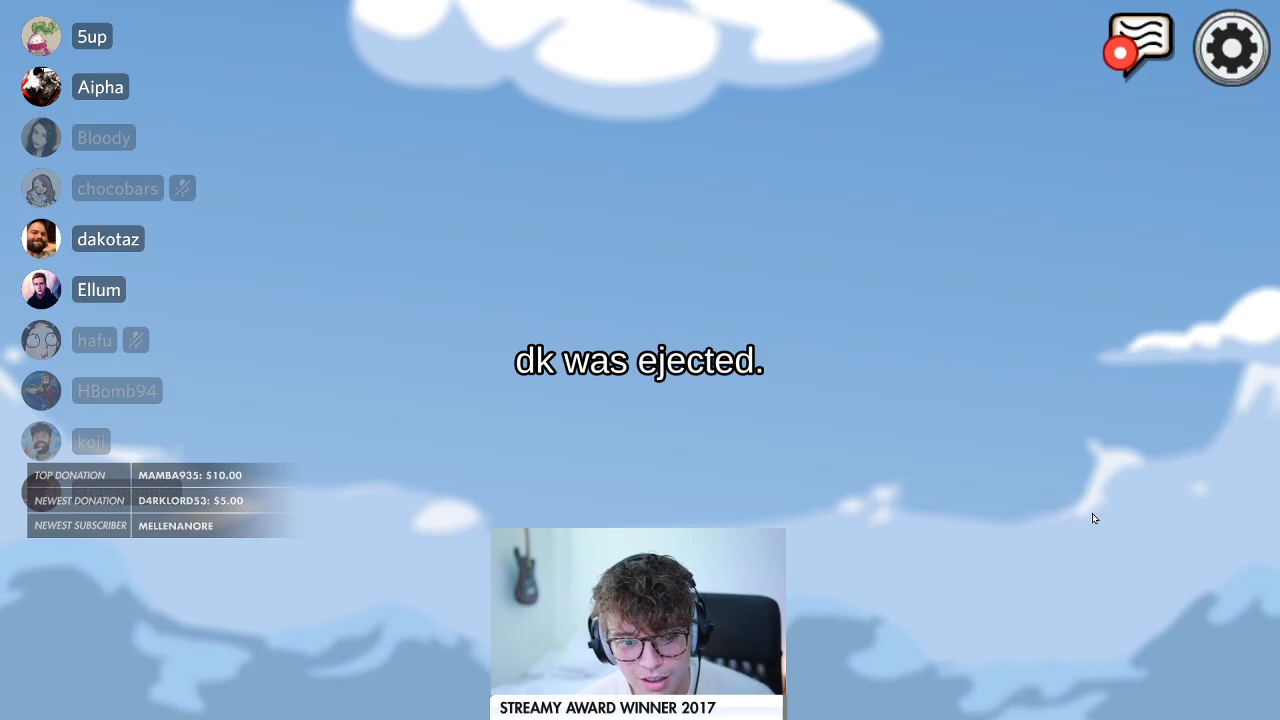 5up
Aipha
Bloody
chocobars
dakotaz
Ellum
hafu
HBomb94
koji
dk was ejected.
TOP DONATION MAMBA935: $10.00
NEWEST DONATION D4RKLORD53: $5.00
NEWEST SUBSCRIBER MELLENANORE
STREAMY AWARD WINNER 2017